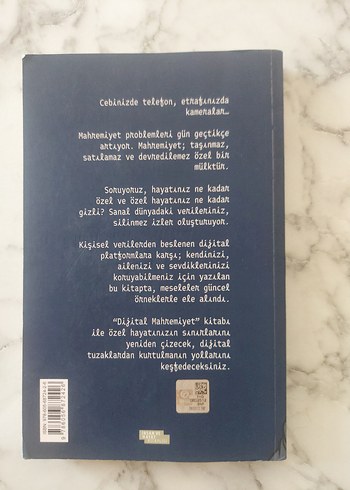 Cebinizde telefon, etrafınızda
kameralar…
Mahremiyet problemleri gün geçtikçe
artıyor. Mahremiyet; taşınmaz,
satılamaz ve devredilemez özel bir
mülktür.
Soruyoruz, hayatınız ne kadar
özel ve özel hayatınız ne kadar
gizli? Sanal dünyadaki verileriniz,
silinmez izler oluşturuyor.
Kişisel verilerden beslenen dijital
platformlara karşı; kendinizi,
ailenizi ve sevdiklerinizi
koruyabilmeniz için yazılan
bu kitapta, meseleler güncel
örneklerle ele alındı.
“Dijital Mahremiyet” kitabı
ile özel hayatınızın sınırlarını
yeniden çizecek, dijital
tuzaklardan kurtulmanın yollarını
keşfedeceksiniz.